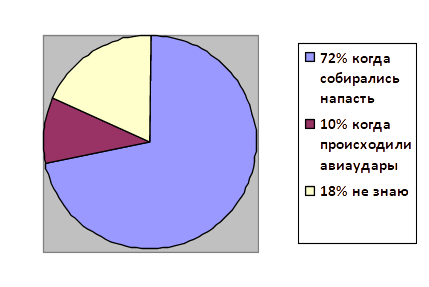 72% когда
собирались
напасть
10% когда
происходили
авиаудары
18% не знаю